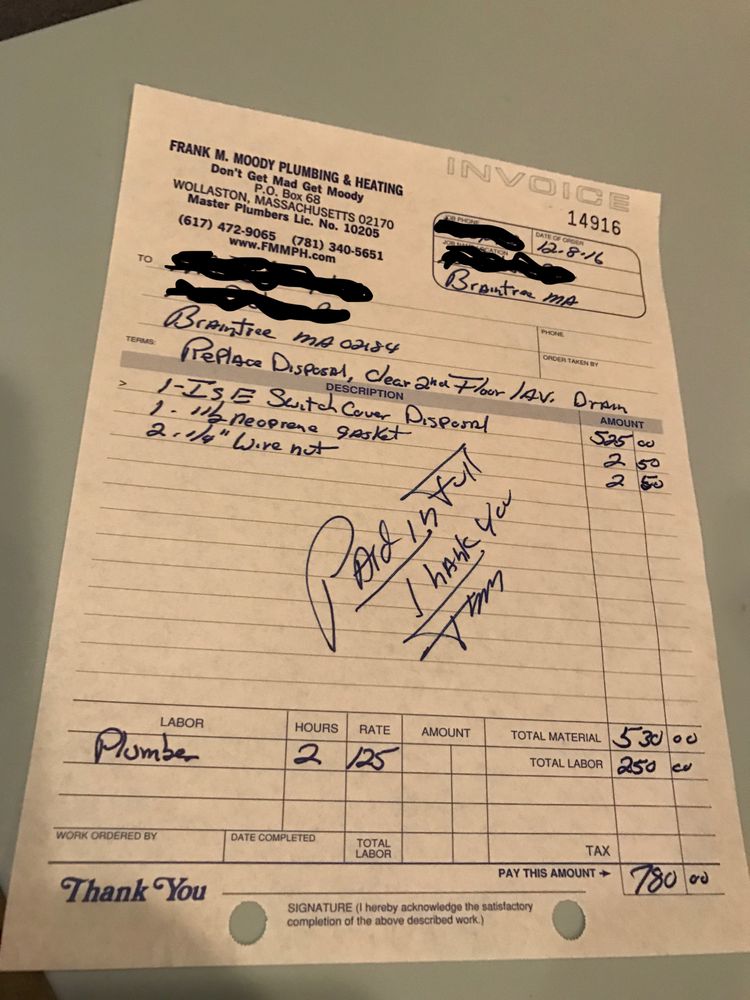 FRANK M. MOODY PLUMBING & HEATING
Don't Get Mad Get Moody
P.O. Box 68
WOLLASTON, MASSACHUSETTS 02170
Master Plumbers Lic. No. 10205
(617) 472-9065 (781) 340-5651
www.FMMPH.com
INVOICE
14916
JOB PHONE
DATE OF ORDER
12-8-16
Braintree MA
TO
Braintree MA 02184
PHONE
ORDER TAKEN BY
TERMS:
Replace Disposal, Clear 2nd Floor LAV. Drain
DESCRIPTION AMOUNT
> 1-ISE Switch Cover Disposal 525 00
1. 1 1/2 neoprene gasket 2 50
2. 1/4" Wire nut 2 50
Paid in Full
Thank You
LABOR HOURS RATE AMOUNT TOTAL MATERIAL 530 00
Plumber 2 125 TOTAL LABOR 250 00
WORK ORDERED BY DATE COMPLETED TOTAL LABOR TAX
PAY THIS AMOUNT → 780 00
Thank You
SIGNATURE (I hereby acknowledge the satisfactory
completion of the above described work.)